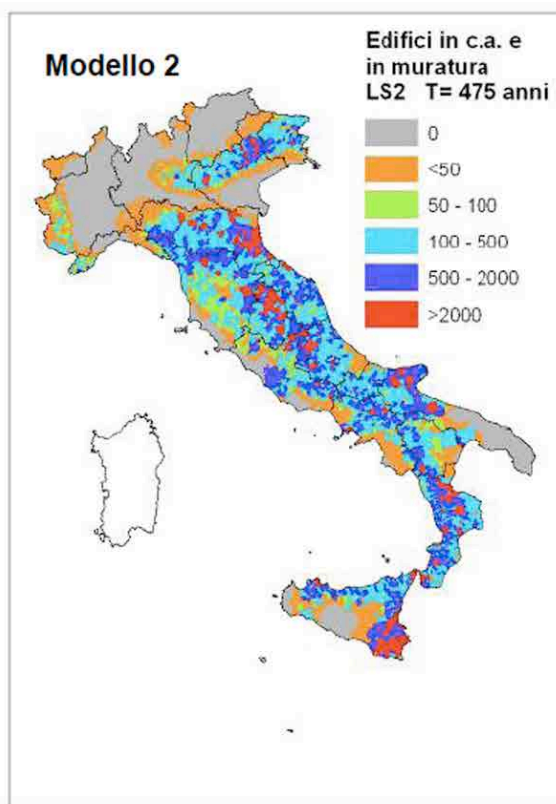 Modello 2
Edifici in c.a. e
in muratura
LS2 T= 475 anni
0
<50
50 - 100
100 - 500
500 - 2000
>2000